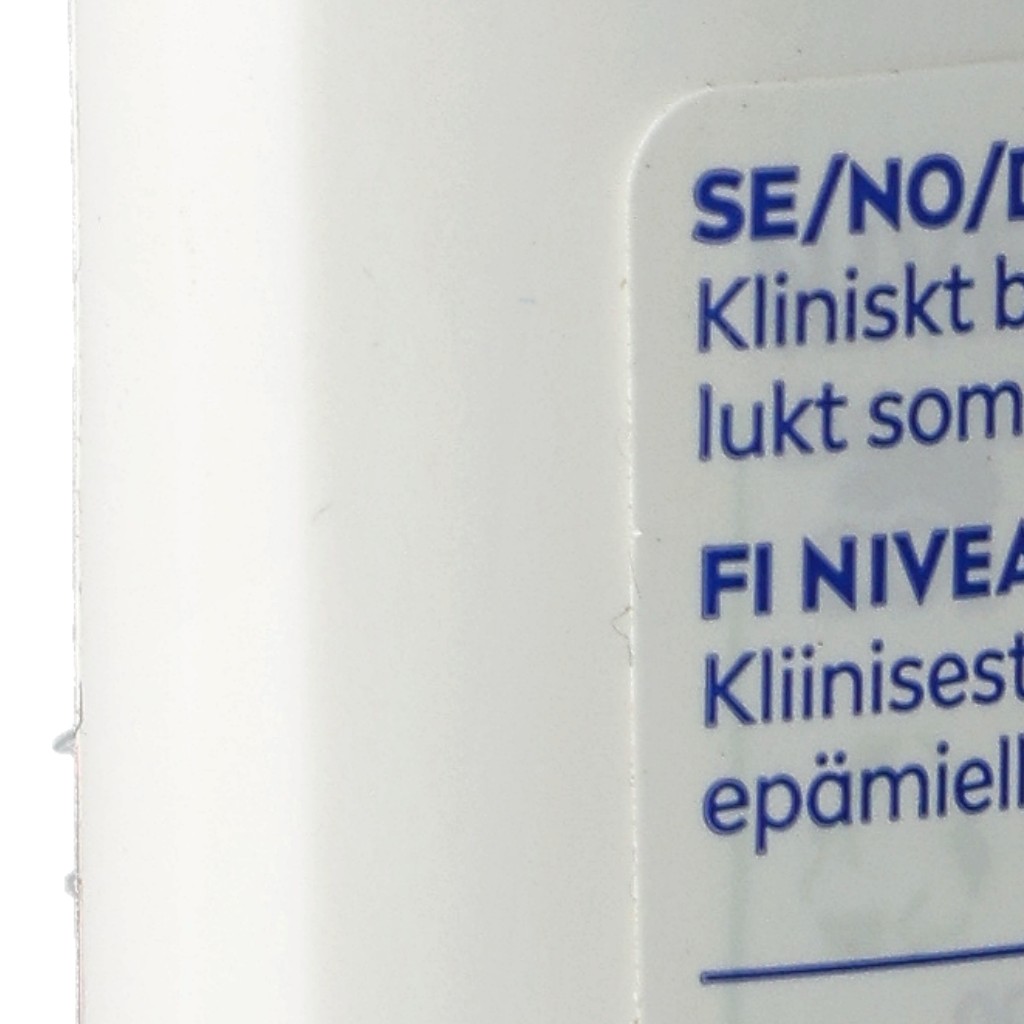 SE/NO/D
Kliniskt b
lukt som
FI NIVEA
Kliinisest
epämiell